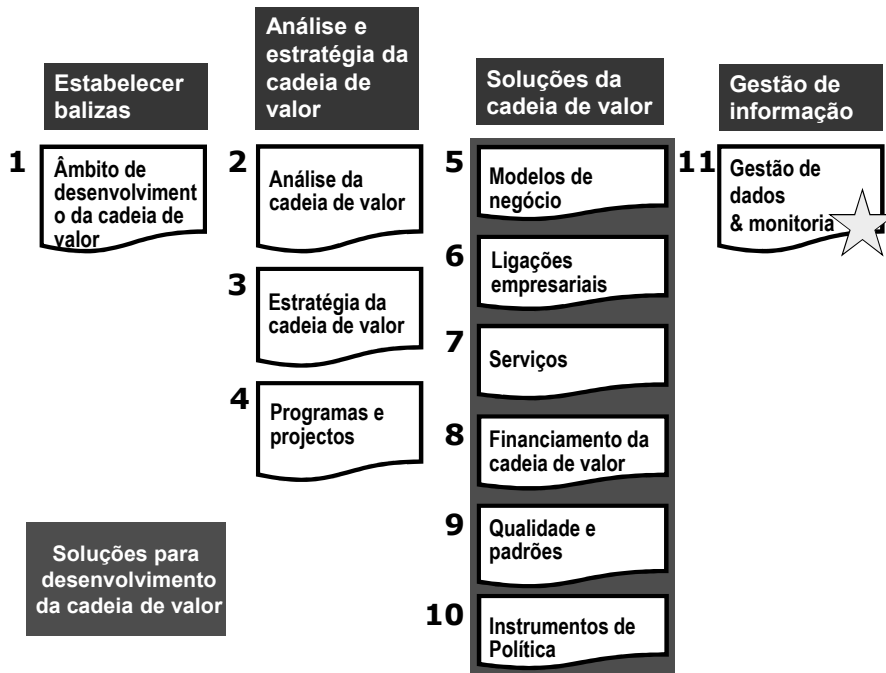 Estabelecer
balizas
1
Âmbito de
desenvolviment
o da cadeia de
valor
Análise e
estratégia da
cadeia de
valor
2
Análise da
cadeia de valor
3
Estratégia da
cadeia de valor
4
Programas e
projectos
Soluções da
cadeia de valor
5
Modelos de
negócio
6
Ligações
empresariais
7
Serviços
8
Financiamento da
cadeia de valor
9
Qualidade e
padrões
10
Instrumentos de
Política
Gestão de
informação
11
Gestão de
dados
& monitoria
Soluções para
desenvolvimento
da cadeia de valor